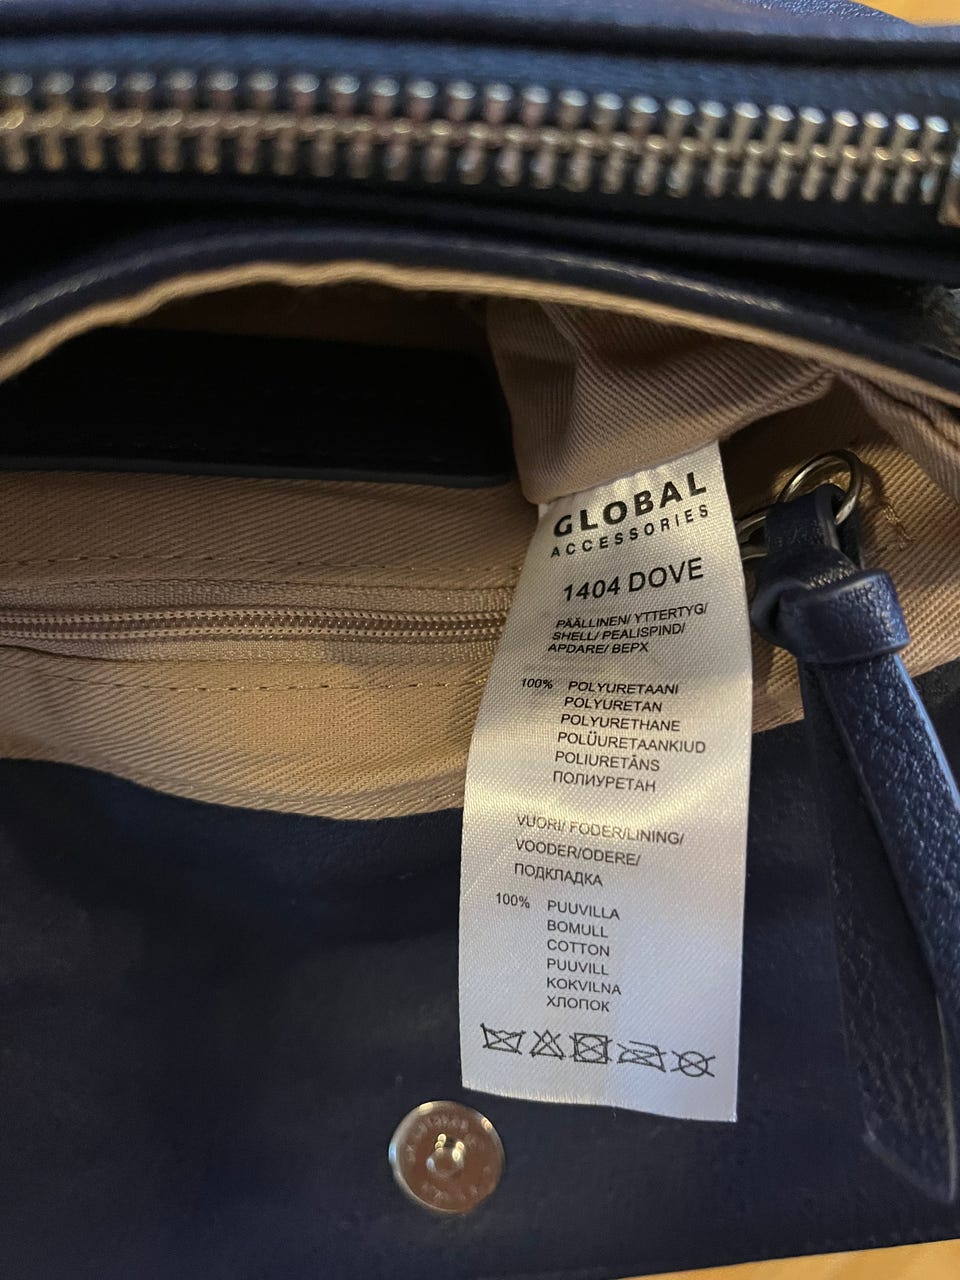 GLOBAL
ACCESSORIES
1404 DOVE
PÄÄLLINEN/ YTTERTYG/
SHELL/ PEALISPIND/
APDARE/ ВЕРХ
100% POLYURETAANI
POLYURETAN
POLYURETHANE
POLÜURETAANKIUD
POLIURETĀNS
ПОЛИУРЕТАН
VUORI/ FODER/LINING/
VOODER/ODERE/
ПОДКЛАДКА
100% PUUVILLA
BOMULL
COTTON
PUUVILL
KOKVILNA
ХЛОПОК